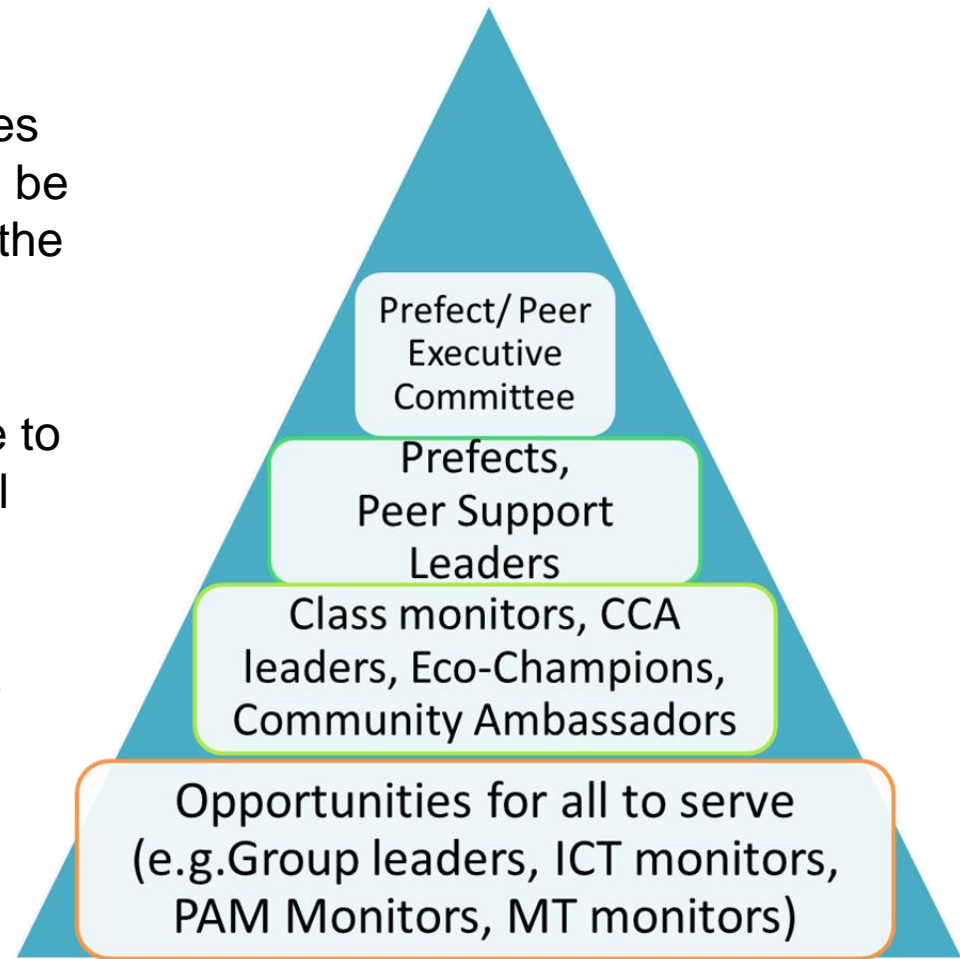 es
be
the
e to
l
Prefect/ Peer
Executive
Committee
Prefects,
Peer Support
Leaders
Class monitors, CCA
leaders, Eco-Champions,
Community Ambassadors
Opportunities for all to serve
(e.g.Group leaders, ICT monitors,
PAM Monitors, MT monitors)